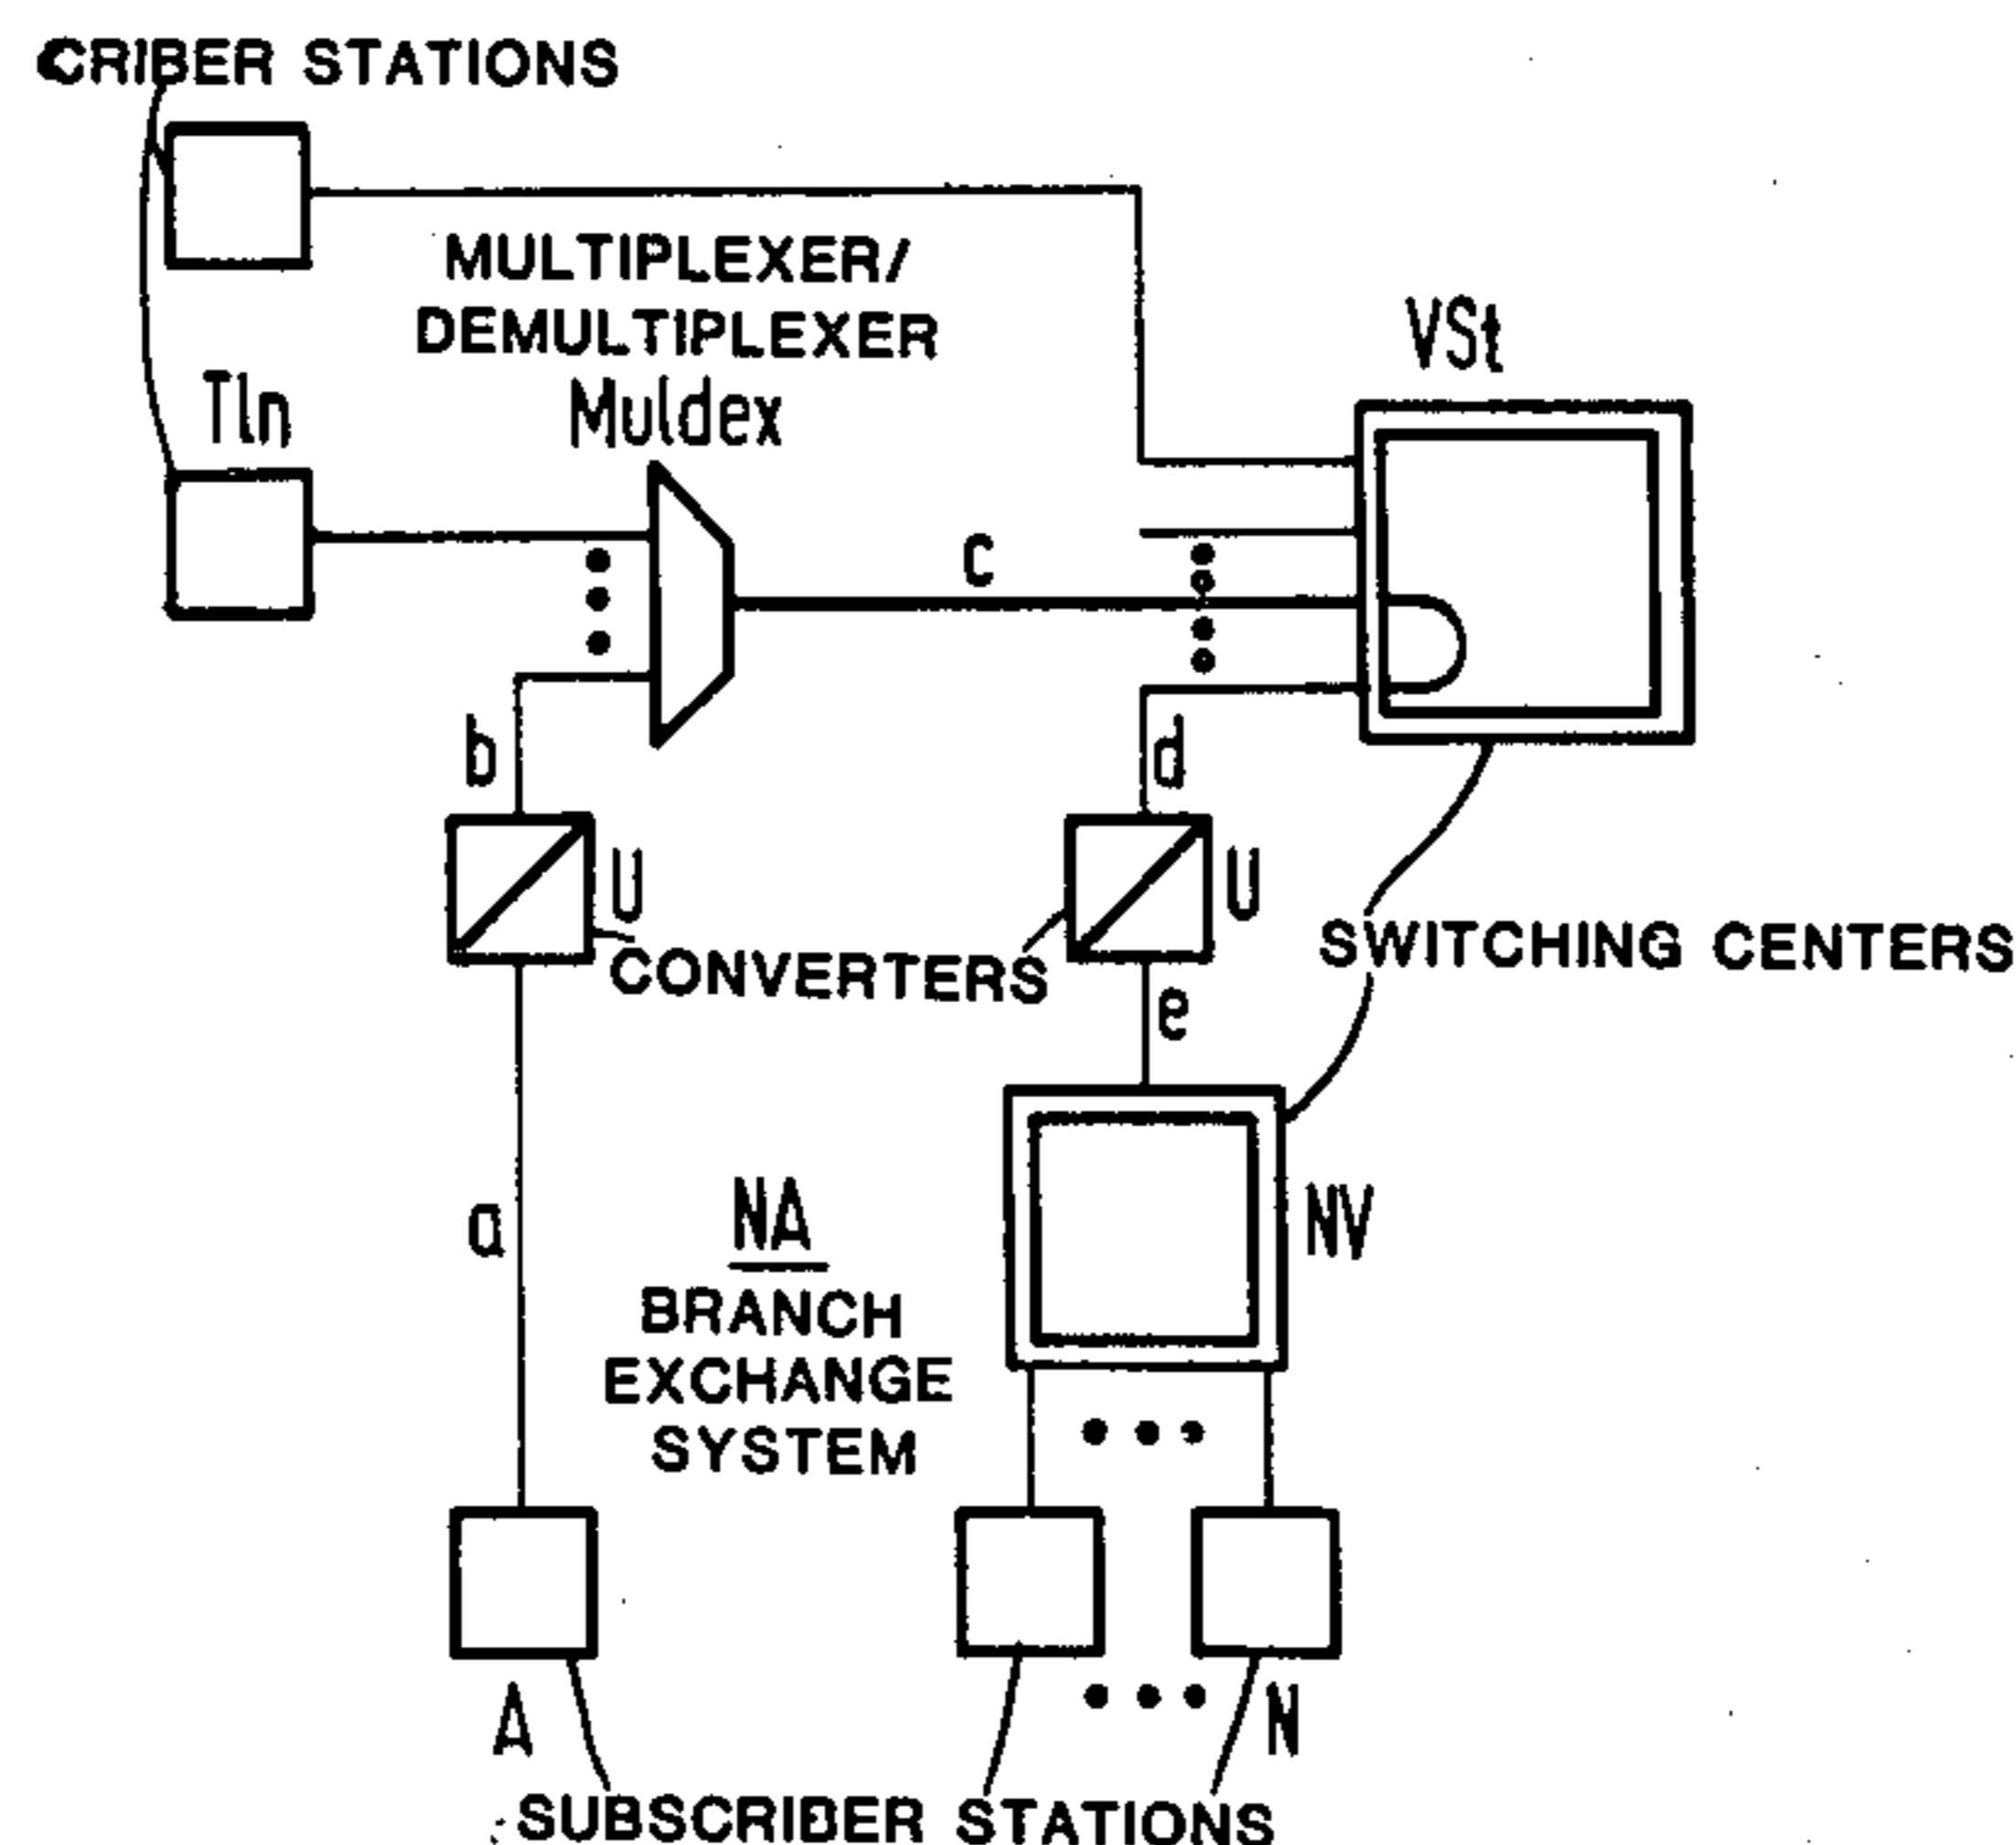 CRIBER STATIONS
MULTIPLEXER/
DEMULTIPLEXER
Muldex
Tln
VSt
c
b
d
U
U
CONVERTERS
SWITCHING CENTERS
e
a
NA
BRANCH
EXCHANGE
SYSTEM
NV
A
N
SUBSCRIBER STATIONS